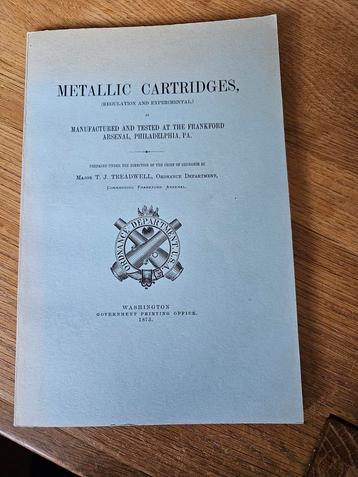 METALLIC CARTRIDGES,
(REGULATION AND EXPERIMENTAL,)
AS
MANUFACTURED AND TESTED AT THE FRANKFORD
ARSENAL, PHILADELPHIA, PA.
PREPARED UNDER THE DIRECTION OF THE CHIEF OF ORDNANCE BY
MAJOR T. J. TREADWELL, ORDNANCE DEPARTMENT,
COMMANDING FRANKFORD ARSENAL.
ORDNANCE DEPARTMENT U.S.A.
WASHINGTON
GOVERNMENT PRINTING OFFICE.
1873.